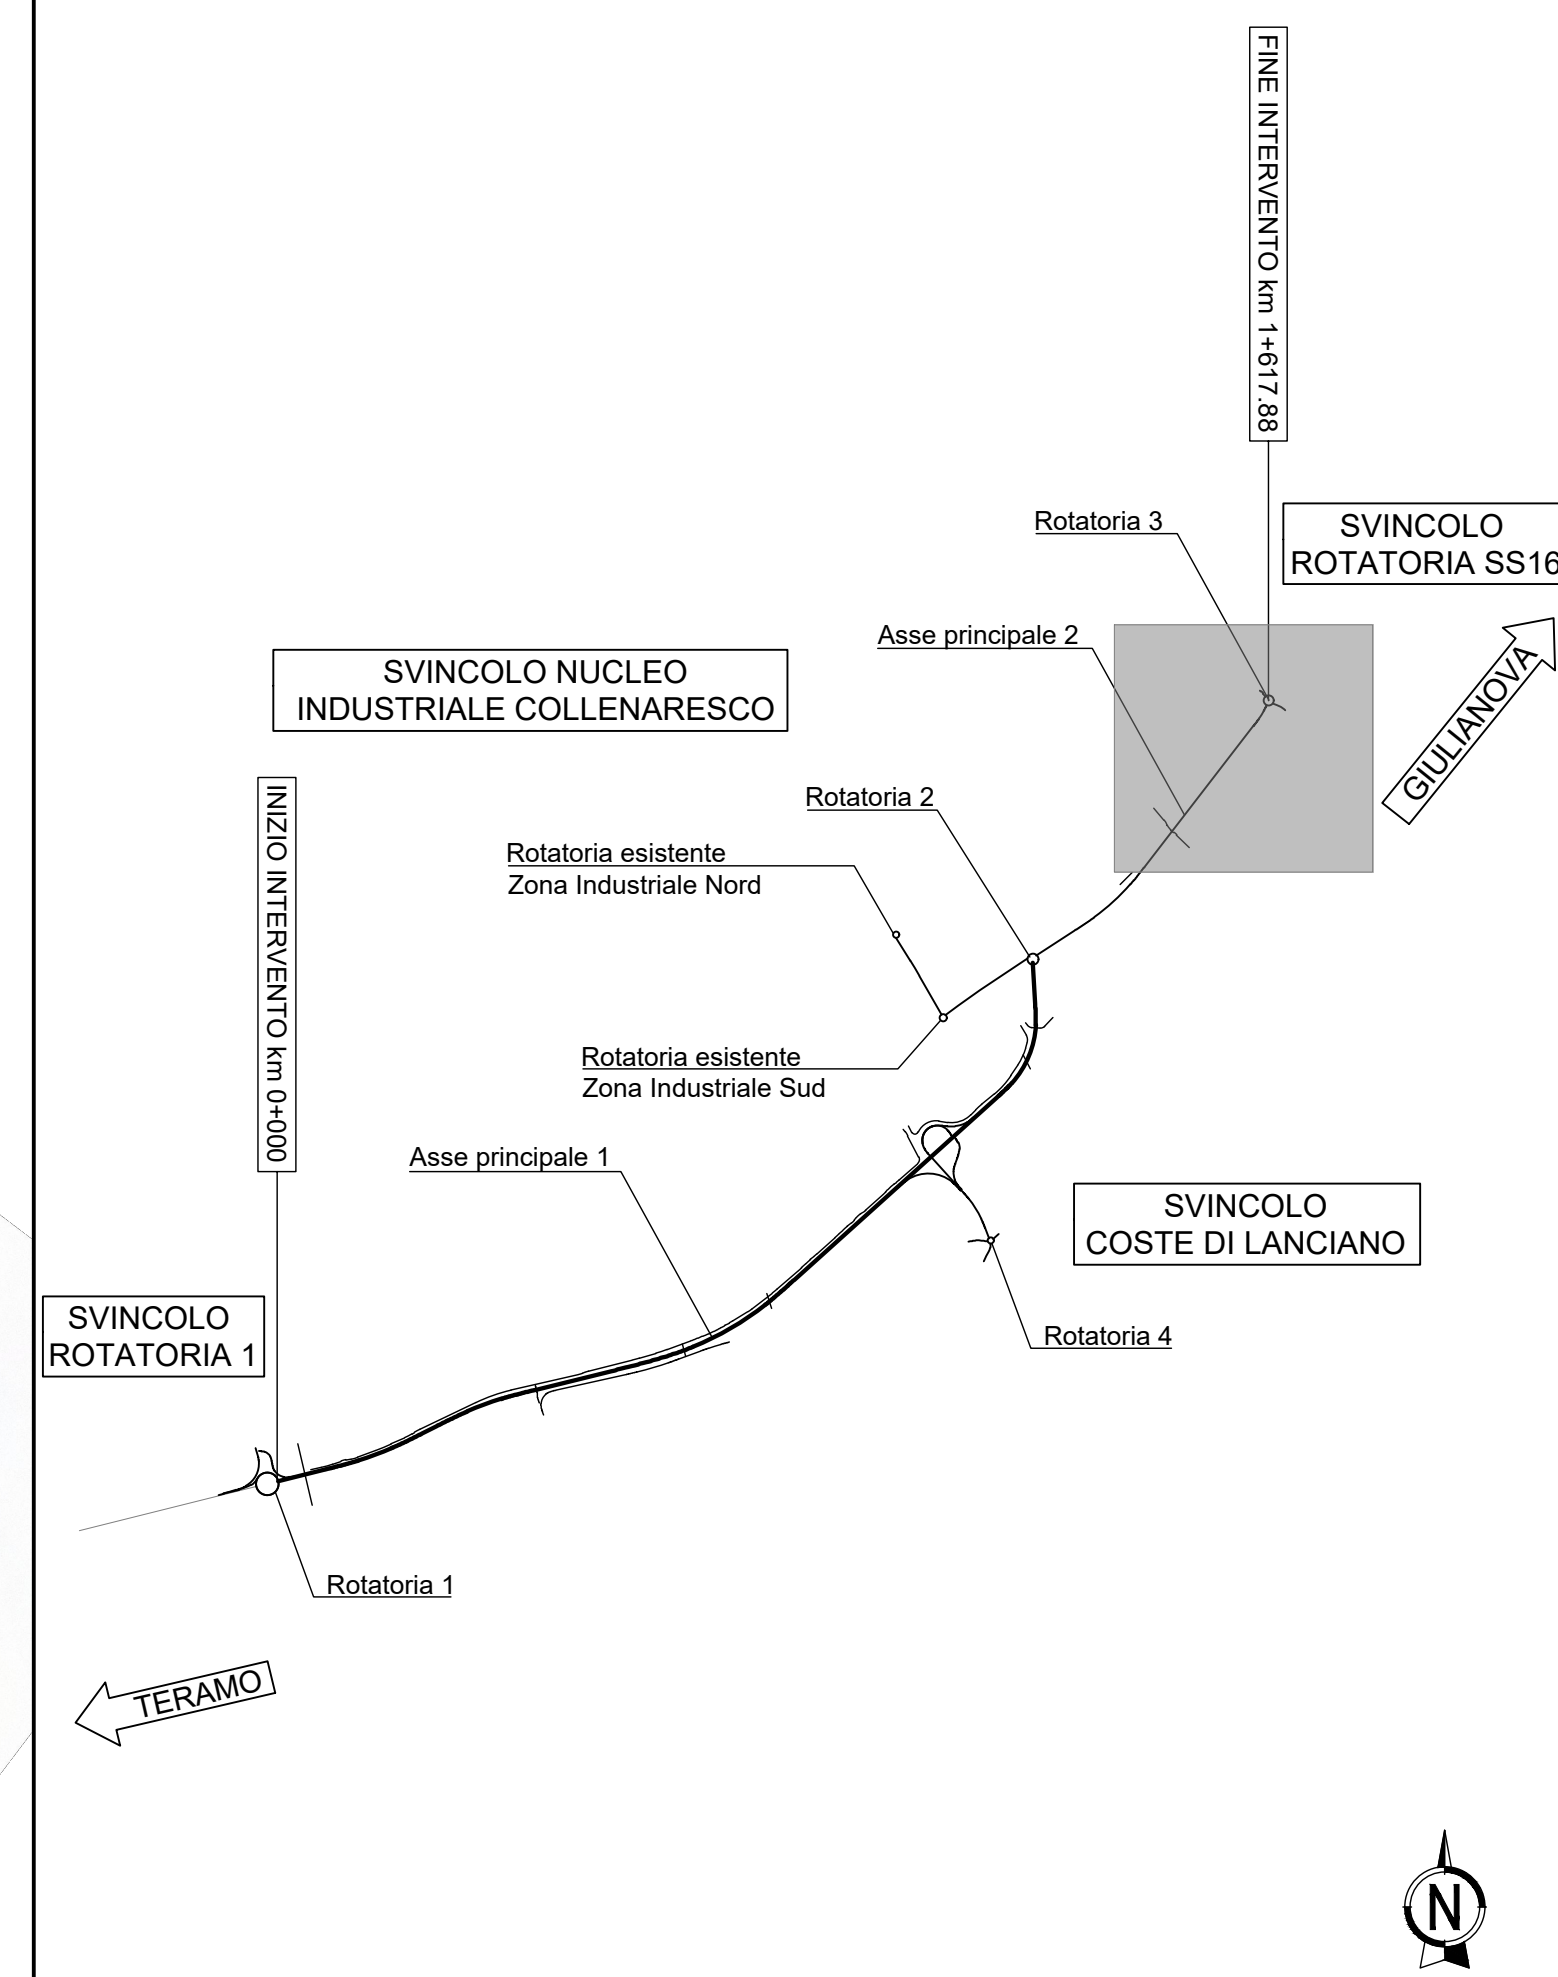 FINE INTERVENTO km 1+617.88
Rotatoria 3
SVINCOLO
ROTATORIA SS16
Asse principale 2
GIULIANOVA
SVINCOLO NUCLEO
INDUSTRIALE COLLENARESCO
INIZIO INTERVENTO km 0+000
Rotatoria 2
Rotatoria esistente
Zona Industriale Nord
Rotatoria esistente
Zona Industriale Sud
Asse principale 1
SVINCOLO
COSTE DI LANCIANO
SVINCOLO
ROTATORIA 1
Rotatoria 4
Rotatoria 1
TERAMO
N